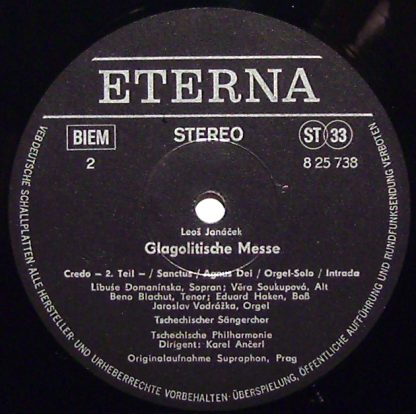 ETERNA
BIEM
STEREO
ST 33
2
8 25 738
Leoš Janáček
Glagolitische Messe
Credo – 2. Teil – / Sanctus / Agnus Dei / Orgel-Solo / Intrada
Libuše Domanínska, Sopran; Věra Soukupová, Alt
Beno Blachut, Tenor; Eduard Haken, Baß
Jaroslav Vodrážka, Orgel
Tschechischer Sängerchor
Tschechische Philharmonie
Dirigent: Karel Ančerl
Originalaufnahme Supraphon, Prag
VEB DEUTSCHE SCHALLPLATTEN · ALLE HERSTELLER- UND URHEBERRECHTE VORBEHALTEN · ÜBERSPIELUNG, ÖFFENTLICHE AUFFÜHRUNG UND RUNDFUNKSENDUNG VERBOTEN